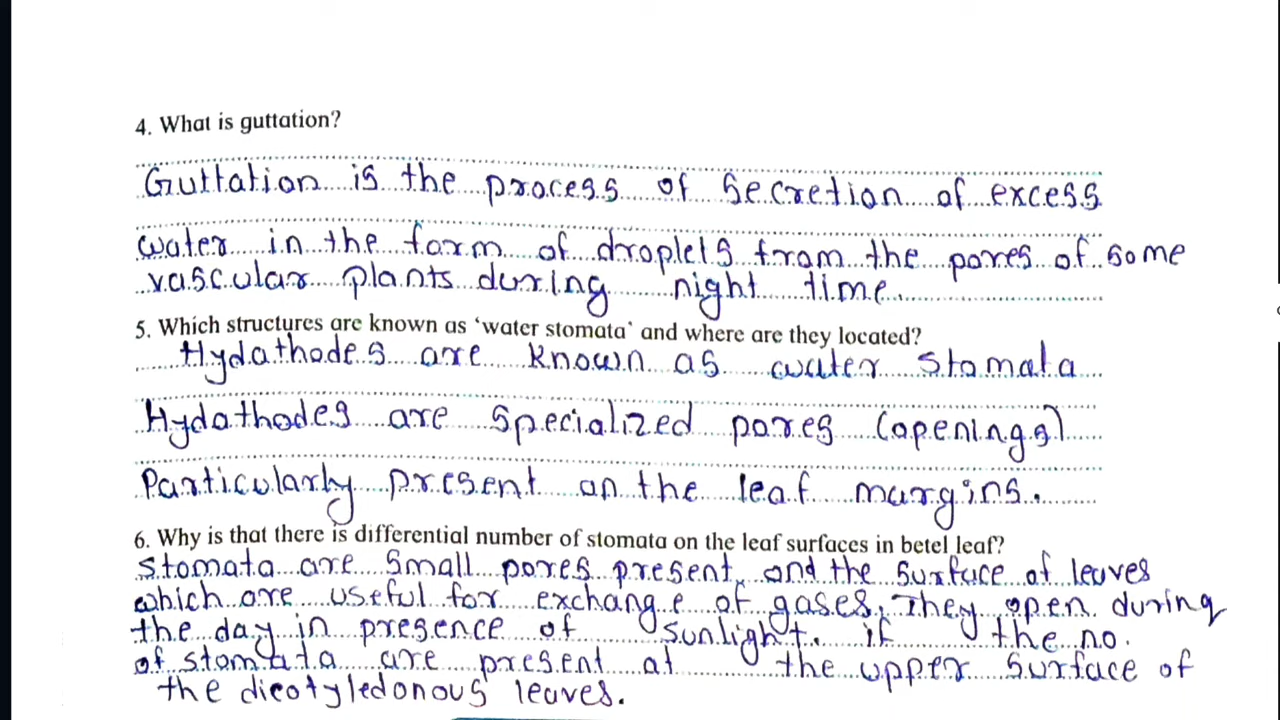 4. What is guttation?
Guttation is the process of secretion of excess
water in the form of droplets from the pores of some
vascular plants during night time.
5. Which structures are known as 'water stomata' and where are they located?
Hydathodes are known as water stomata
Hydathodes are specialized pores (openings)
Particularly present on the leaf margins.
6. Why is that there is differential number of stomata on the leaf surfaces in betel leaf?
stomata are small pores present, and the surface of leaves
which are useful for exchange of gases, They open during
the day in presence of sunlight. if the no.
of stomata are present at the upper surface of
the dicotyledonous leaves.